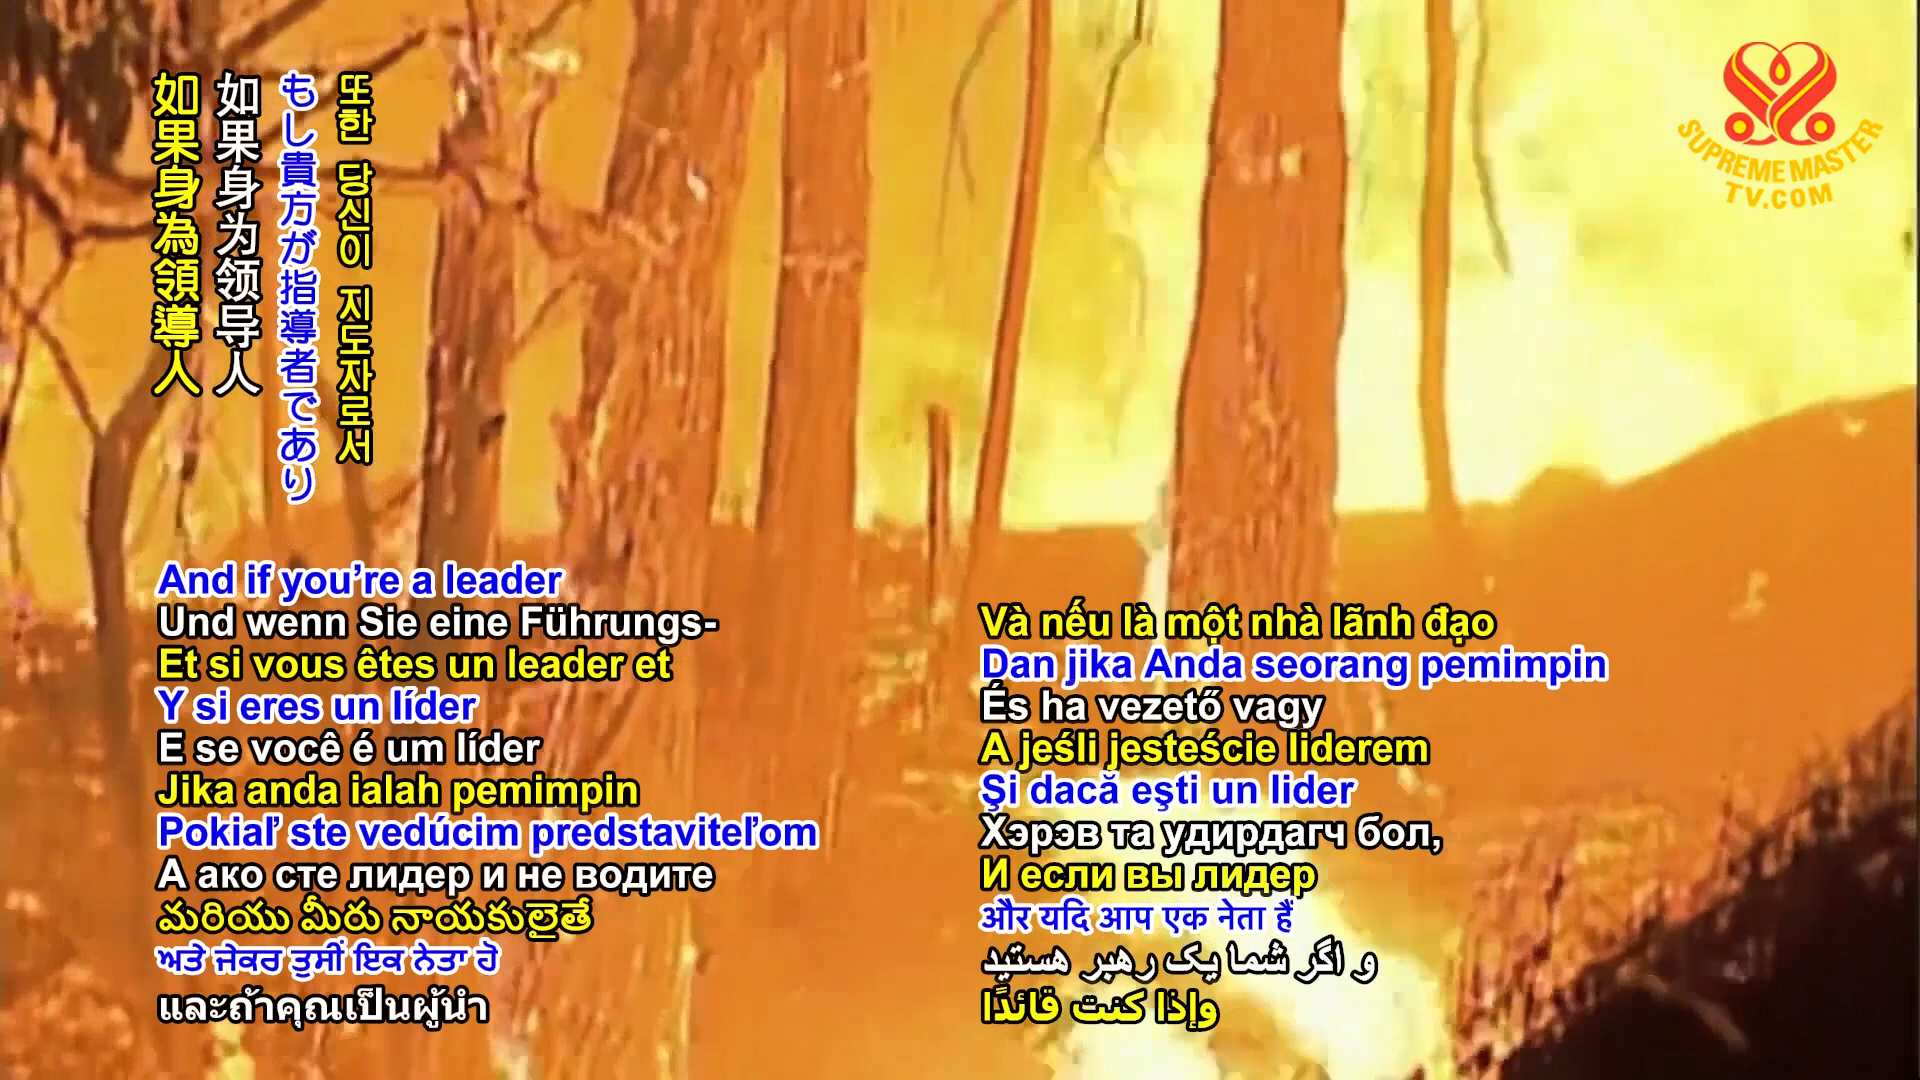 如果身為領導人
如果身为领导人
もし貴方が指導者であり
또한 당신이 지도자로서
SUPREME MASTER
TV.COM
And if you’re a leader
Und wenn Sie eine Führungs-
Et si vous êtes un leader et
Y si eres un líder
E se você é um líder
Jika anda ialah pemimpin
Pokiaľ ste vedúcim predstaviteľom
А ако сте лидер и не водите
మరియు మీరు నాయకులైతే
ਅਤੇ ਜੇਕਰ ਤੁਸੀਂ ਇਕ ਨੇਤਾ ਹੋ
และถ้าคุณเป็นผู้นำ
Và nếu là một nhà lãnh đạo
Dan jika Anda seorang pemimpin
És ha vezető vagy
A jeśli jesteście liderem
Şi dacă eşti un lider
Хэрэв та удирдагч бол,
И если вы лидер
और यदि आप एक नेता हैं
و اگر شما یک رهبر هستید
وإذا كنت قائدًا